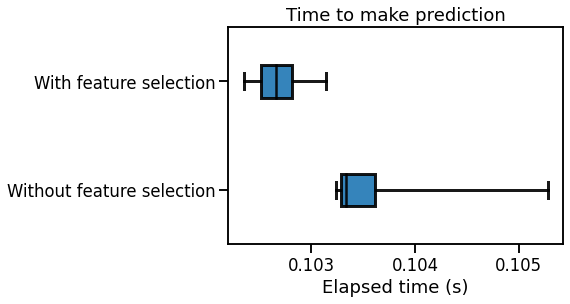 Time to make prediction
With feature selection
Without feature selection
0.103 0.104 0.105
Elapsed time (s)